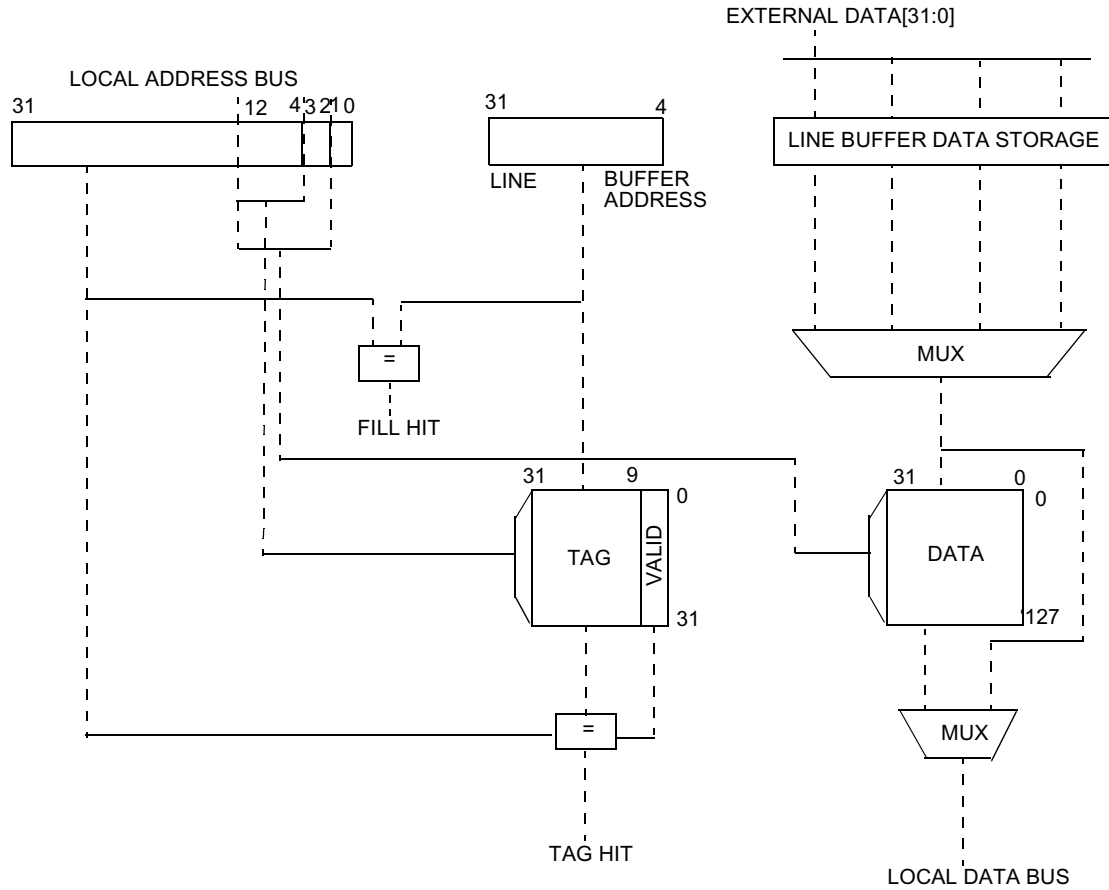 EXTERNAL DATA[31:0]
LOCAL ADDRESS BUS
31 12 4 3 2 1 0
31 4
LINE BUFFER DATA STORAGE
LINE BUFFER
ADDRESS
MUX
=
FILL HIT
31 9 0
31 0 0
TAG
VALID
DATA
31
127
=
MUX
TAG HIT
LOCAL DATA BUS